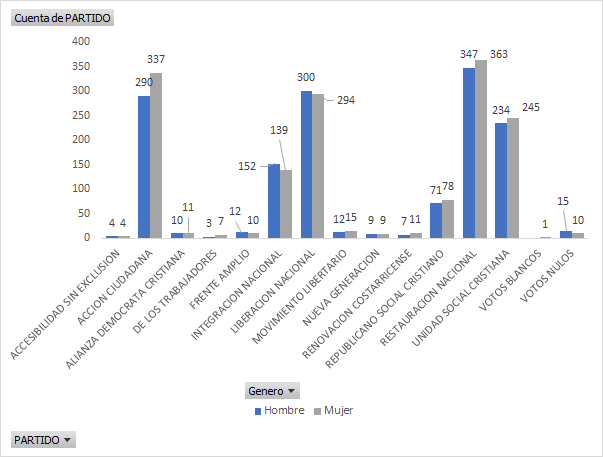 Cuenta de PARTIDO
400
350
300
250
200
150
100
50
0
4 4
290 337
10 11
3 7
12 10
152 139
300 294
12 15
9 9
7 11
71 78
347 363
234 245
1
15 10
ACCESIBILIDAD SIN EXCLUSION
ACCION CIUDADANA
ALIANZA DEMOCRATA CRISTIANA
DE LOS TRABAJADORES
FRENTE AMPLIO
INTEGRACION NACIONAL
LIBERACION NACIONAL
MOVIMIENTO LIBERTARIO
NUEVA GENERACION
RENOVACION COSTARRICENSE
REPUBLICANO SOCIAL CRISTIANO
RESTAURACION NACIONAL
UNIDAD SOCIAL CRISTIANA
VOTOS BLANCOS
VOTOS NULOS
Genero
Hombre Mujer
PARTIDO